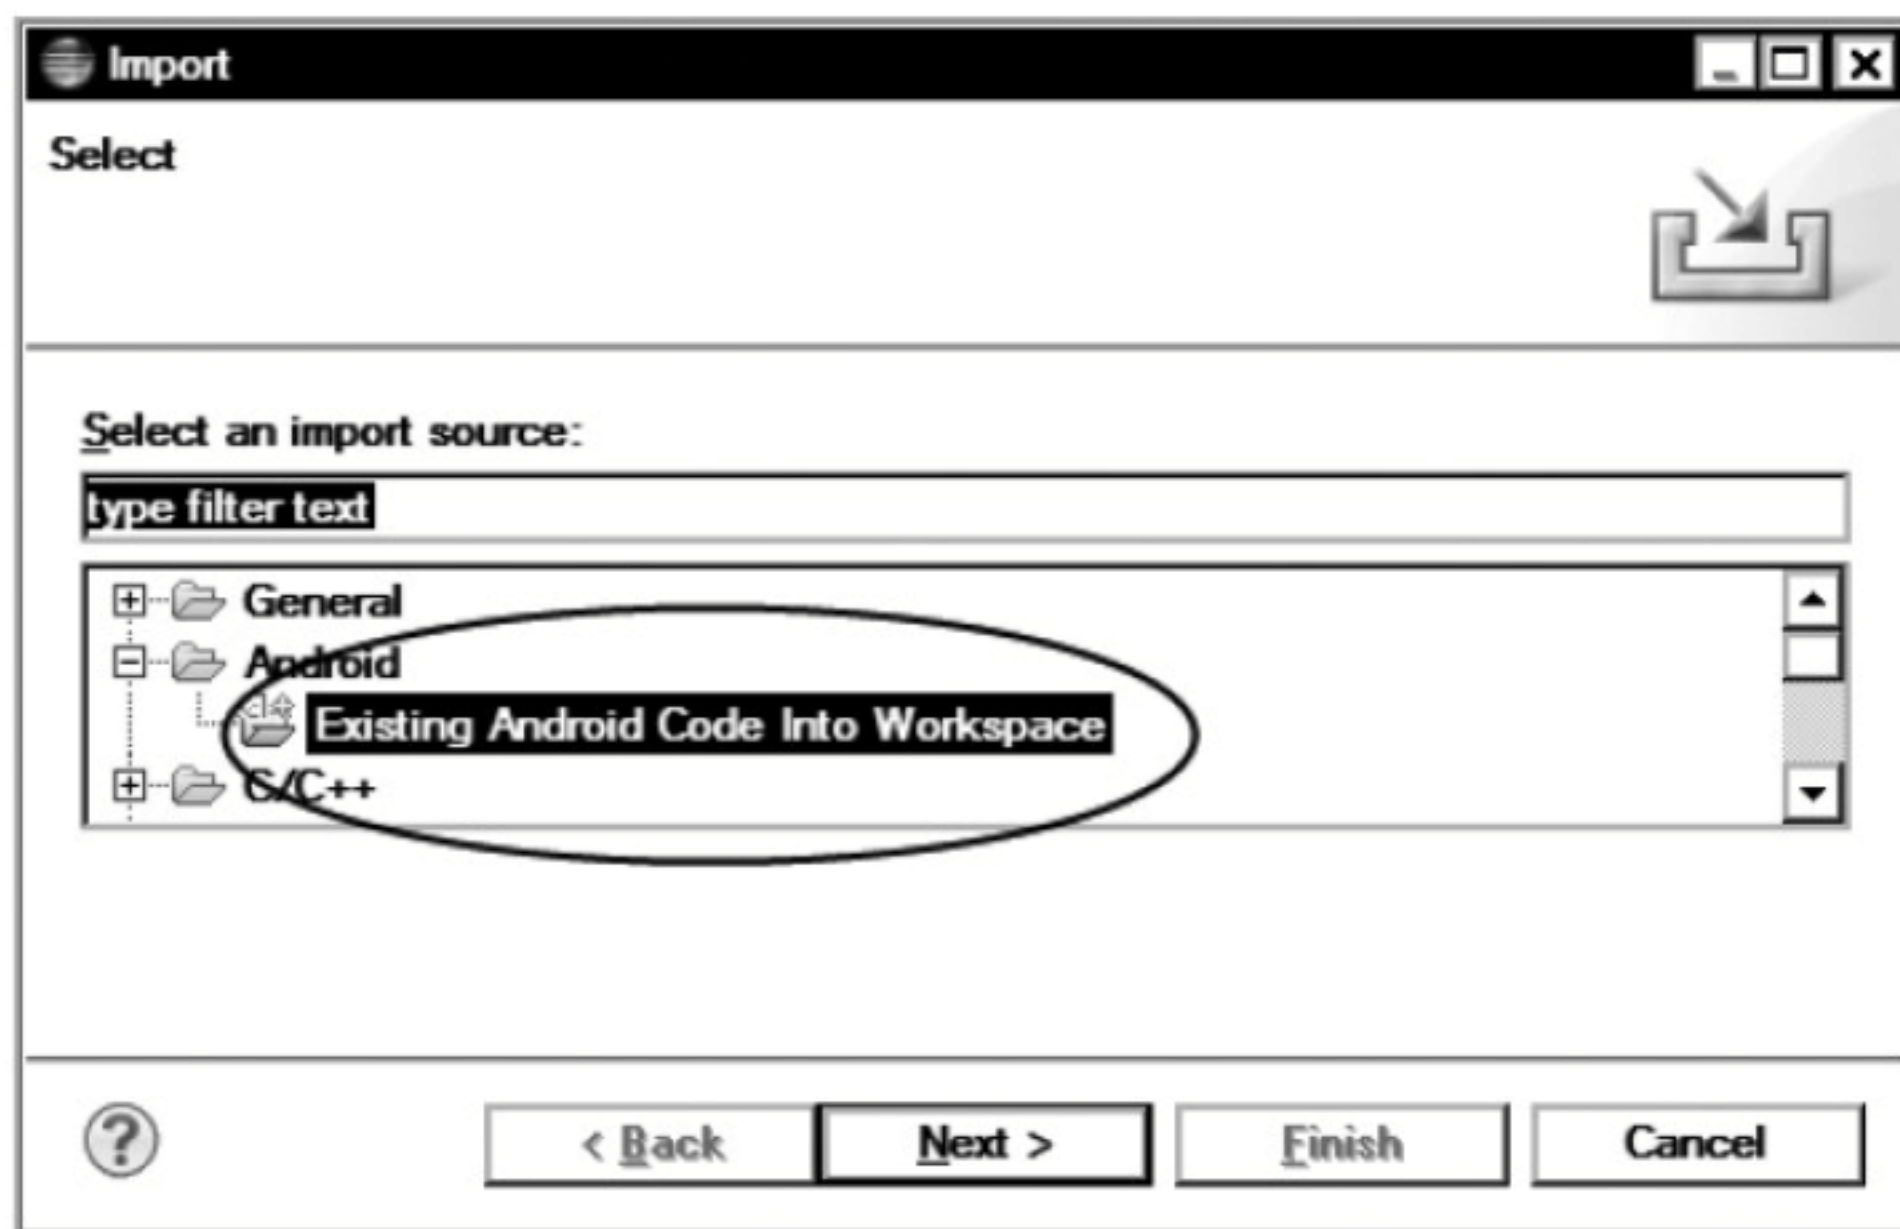 Import
Select
Select an import source:
type filter text
General
Android
Existing Android Code Into Workspace
C/C++
?
< Back Next > Finish Cancel